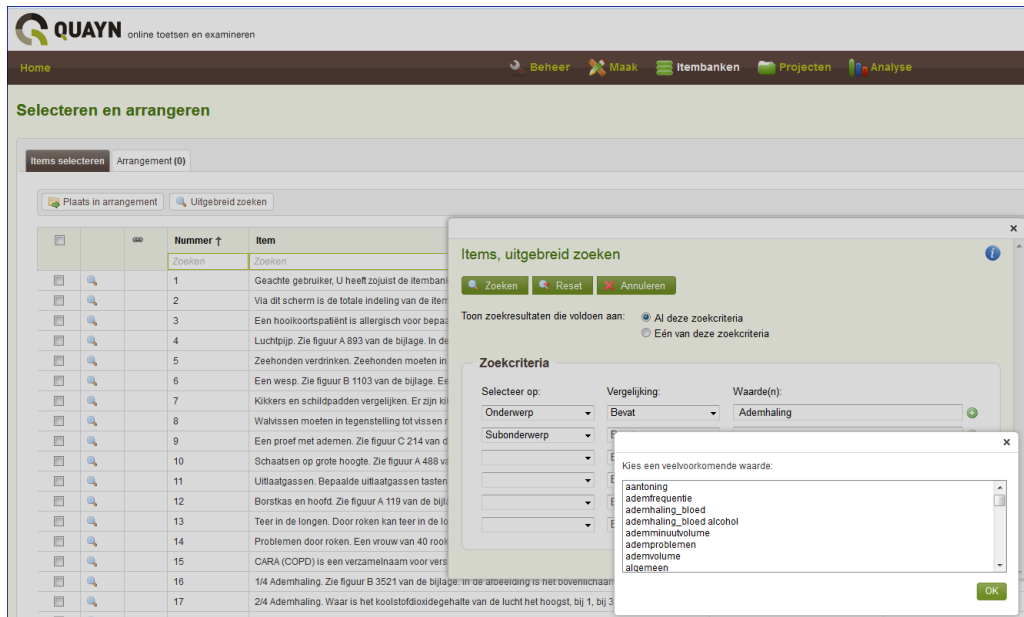 QUAYN online toetsen en examineren
Home Beheer Maak Itembanken Projecten Analyse
Selecteren en arrangeren
Items selecteren Arrangement (0)
Plaats in arrangement Uitgebreid zoeken
Nummer ↑ Item
Zoeken Zoeken
1 Geachte gebruiker, U heeft zojuist de itembank
2 Via dit scherm is de totale indeling van de item
3 Een hooikoortspatiënt is allergisch voor bepaa
4 Luchtpijp. Zie figuur A 893 van de bijlage. In de
5 Zeehonden verdrinken. Zeehonden moeten in
6 Een wesp. Zie figuur B 1103 van de bijlage. Ee
7 Kikkers en schildpadden vergelijken. Er zijn ki
8 Walvissen moeten in tegenstelling tot vissen r
9 Een proef met ademen. Zie figuur C 214 van d
10 Schaatsen op grote hoogte. Zie figuur A 488 va
11 Uitlaatgassen. Bepaalde uitlaatgassen tasten
12 Borstkas en hoofd. Zie figuur A 119 van de bijla
13 Teer in de longen. Door roken kan teer in de lo
14 Problemen door roken. Een vrouw van 40 rook
15 CARA (COPD) is een verzamelnaam voor vers
16 1/4 Ademhaling. Zie figuur B 3521 van de bijlage. In de afbeelding is het bovenlichaam
17 2/4 Ademhaling. Waar is het koolstofdioxidegehalte van de lucht het hoogst, bij 1, bij 3
Items, uitgebreid zoeken
Zoeken Reset Annuleren
Toon zoekresultaten die voldoen aan: Al deze zoekcriteria
Eén van deze zoekcriteria
Zoekcriteria
Selecteer op: Vergelijking: Waarde(n):
Onderwerp Bevat Ademhaling
Subonderwerp
Kies een veelvoorkomende waarde:
aantoning
ademfrequentie
ademhaling_bloed
ademhaling_bloed alcohol
ademminuutvolume
ademproblemen
ademvolume
algemeen
OK